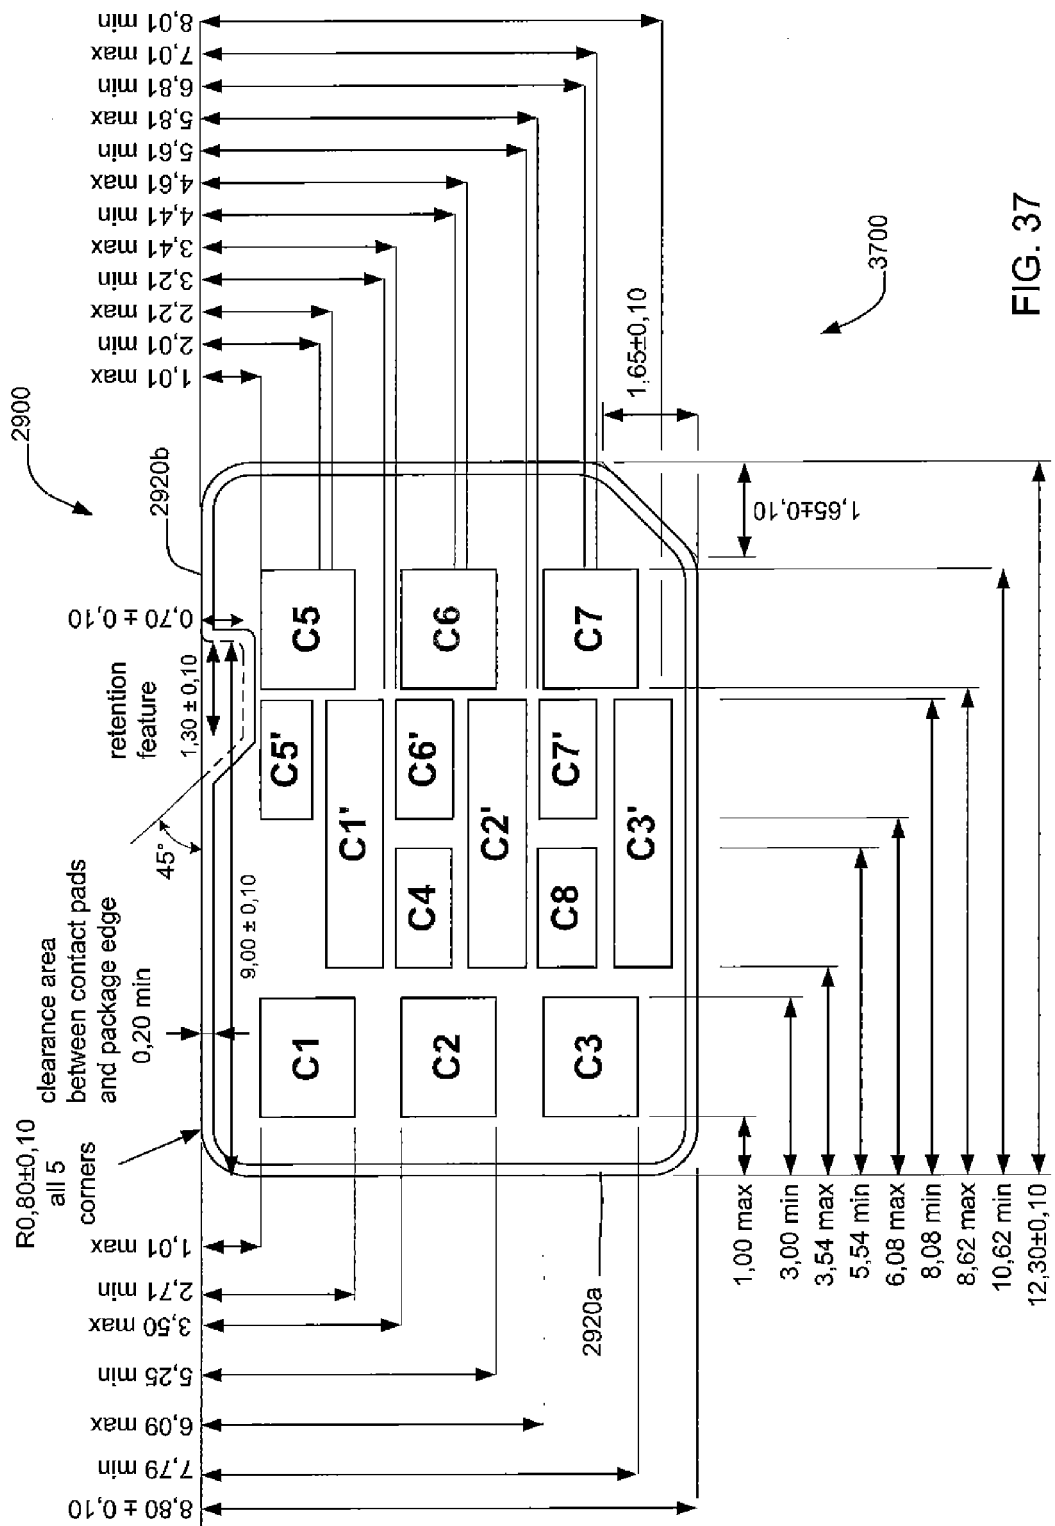 2900
2920b
R0,80±0,10
all 5
corners
clearance area
between contact pads
and package edge
0,20 min
45°
9,00 ± 0,10
retention
feature
1,30 ± 0,10
0,70 ± 0,10
1,01 max
2,01 min
2,21 max
3,21 min
3,41 max
4,41 min
4,61 max
5,61 min
5,81 max
6,81 min
7,01 max
8,01 min
1,01 max
2,71 min
3,50 max
5,25 min
6,09 max
7,79 min
8,80 ± 0,10
C1
C2
C3
C5'
C1'
C4
C6'
C2'
C8
C7'
C3'
C5
C6
C7
2920a
1,65±0,10
1,65±0,10
3700
1,00 max
3,00 min
3,54 max
5,54 min
6,08 max
8,08 min
8,62 max
10,62 min
12,30±0,10
FIG. 37